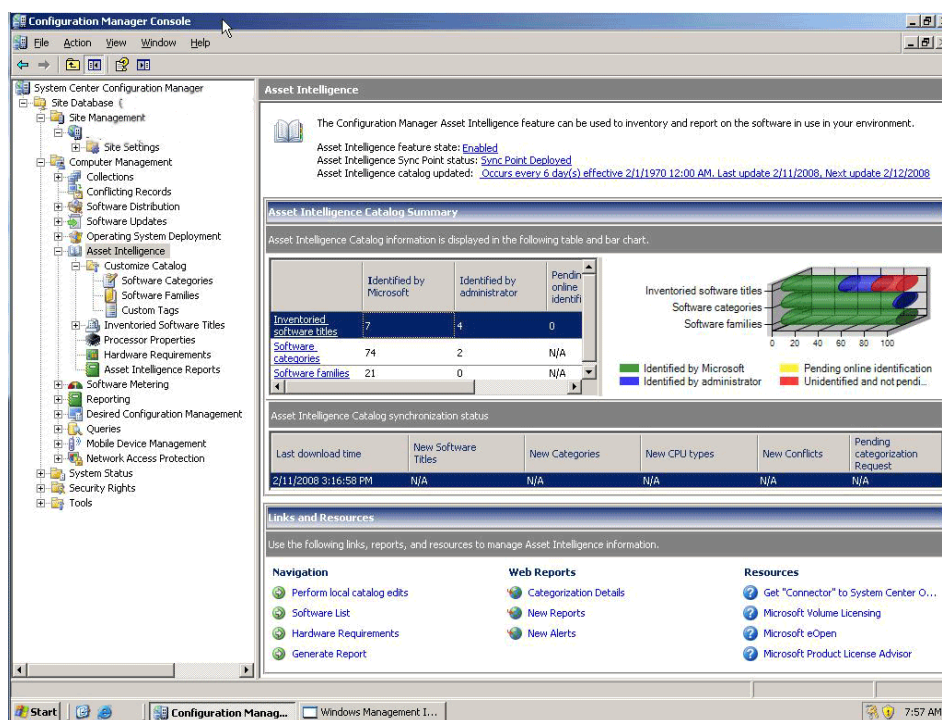 Configuration Manager Console
File Action View Window Help
System Center Configuration Manager
Site Database (
Site Management
Site Settings
Computer Management
Collections
Conflicting Records
Software Distribution
Software Updates
Operating System Deployment
Asset Intelligence
Customize Catalog
Software Categories
Software Families
Custom Tags
Inventoried Software Titles
Processor Properties
Hardware Requirements
Asset Intelligence Reports
Software Metering
Reporting
Desired Configuration Management
Queries
Mobile Device Management
Network Access Protection
System Status
Security Rights
Tools
Asset Intelligence
The Configuration Manager Asset Intelligence feature can be used to inventory and report on the software in use in your environment.
Asset Intelligence feature state: Enabled
Asset Intelligence Sync Point status: Sync Point Deployed
Asset Intelligence catalog updated: Occurs every 6 day(s) effective 2/1/1970 12:00 AM. Last update 2/11/2008, Next update 2/12/2008
Asset Intelligence Catalog Summary
Asset Intelligence Catalog information is displayed in the following table and bar chart.
Identified by Microsoft
Identified by administrator
Pendin
online
identifi
Inventoried software titles 7 4 0
Software categories 74 2 N/A
Software families 21 0 N/A
Inventoried software titles
Software categories
Software families
0 20 40 60 80 100
Identified by Microsoft
Pending online identification
Identified by administrator
Unidentified and not pendi...
Asset Intelligence Catalog synchronization status
Last download time
New Software Titles
New Categories
New CPU types
New Conflicts
Pending categorization Request
2/11/2008 3:16:58 PM N/A N/A N/A N/A N/A
Links and Resources
Use the following links, reports, and resources to manage Asset Intelligence information.
Navigation
Perform local catalog edits
Software List
Hardware Requirements
Generate Report
Web Reports
Categorization Details
New Reports
New Alerts
Resources
Get "Connector" to System Center O...
Microsoft Volume Licensing
Microsoft eOpen
Microsoft Product License Advisor
Start
Configuration Manag...
Windows Management I...
7:57 AM